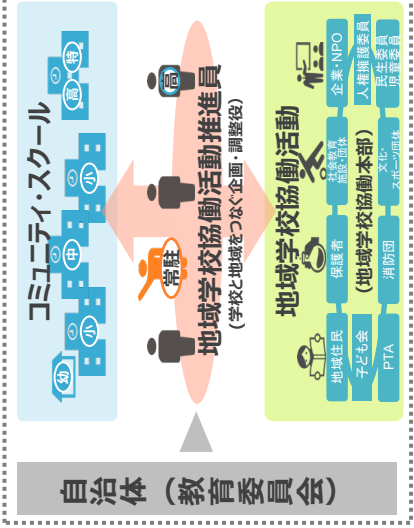 コミュニティ・スクール
幼
小
中
小
高
特
常駐
高
地域学校協働活動推進員
(学校と地域をつなぐ企画・調整役)
自治体（教育委員会）
地域学校協働活動
地域住民
保護者
社会教育
施設・団体
企業・NPO
子ども会
(地域学校協働本部)
人権擁護委員
PTA
消防団
文化・
スポーツ団体
民生委員
児童委員